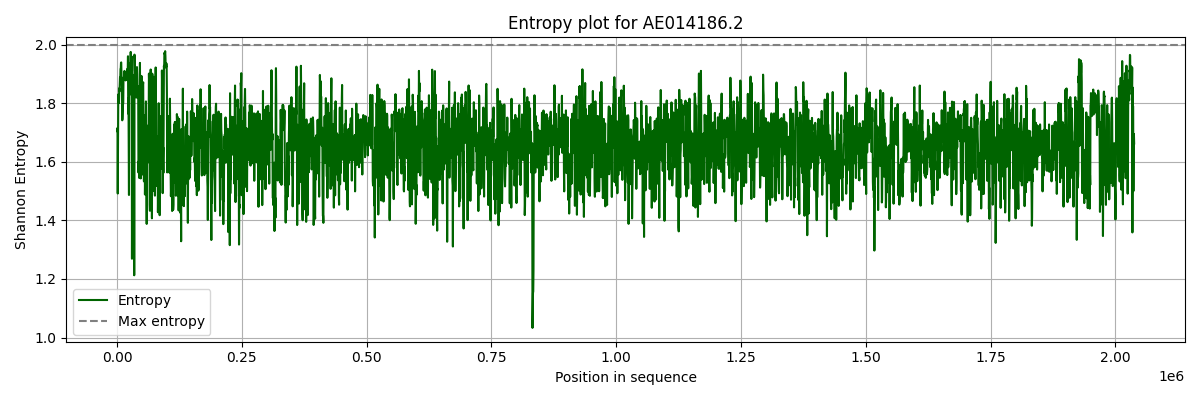 Entropy plot for AE014186.2
Shannon Entropy
2.0
1.8
1.6
1.4
1.2
1.0
Entropy
Max entropy
0.00 0.25 0.50 0.75 1.00 1.25 1.50 1.75 2.00
1e6
Position in sequence